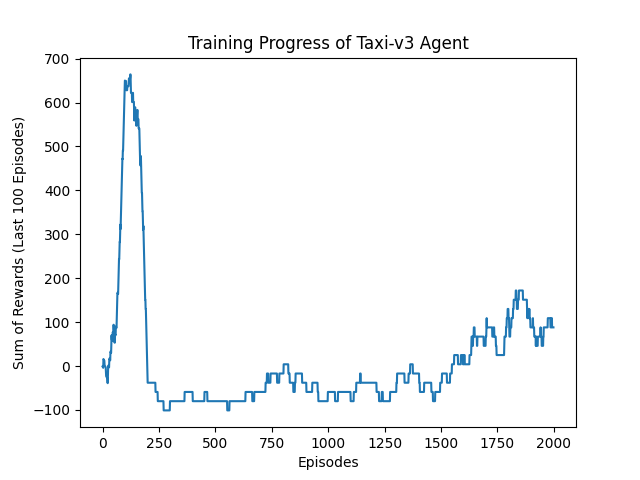 Training Progress of Taxi-v3 Agent
Sum of Rewards (Last 100 Episodes)
700
600
500
400
300
200
100
0
−100
0 250 500 750 1000 1250 1500 1750 2000
Episodes